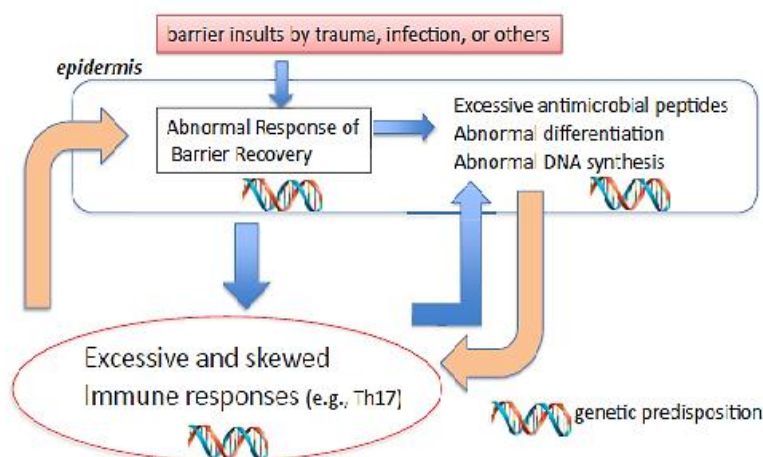 barrier insults by trauma, infection, or others
epidermis
Abnormal Response of
Barrier Recovery
Excessive antimicrobial peptides
Abnormal differentiation
Abnormal DNA synthesis
Excessive and skewed
Immune responses (e.g., Th17)
genetic predisposition